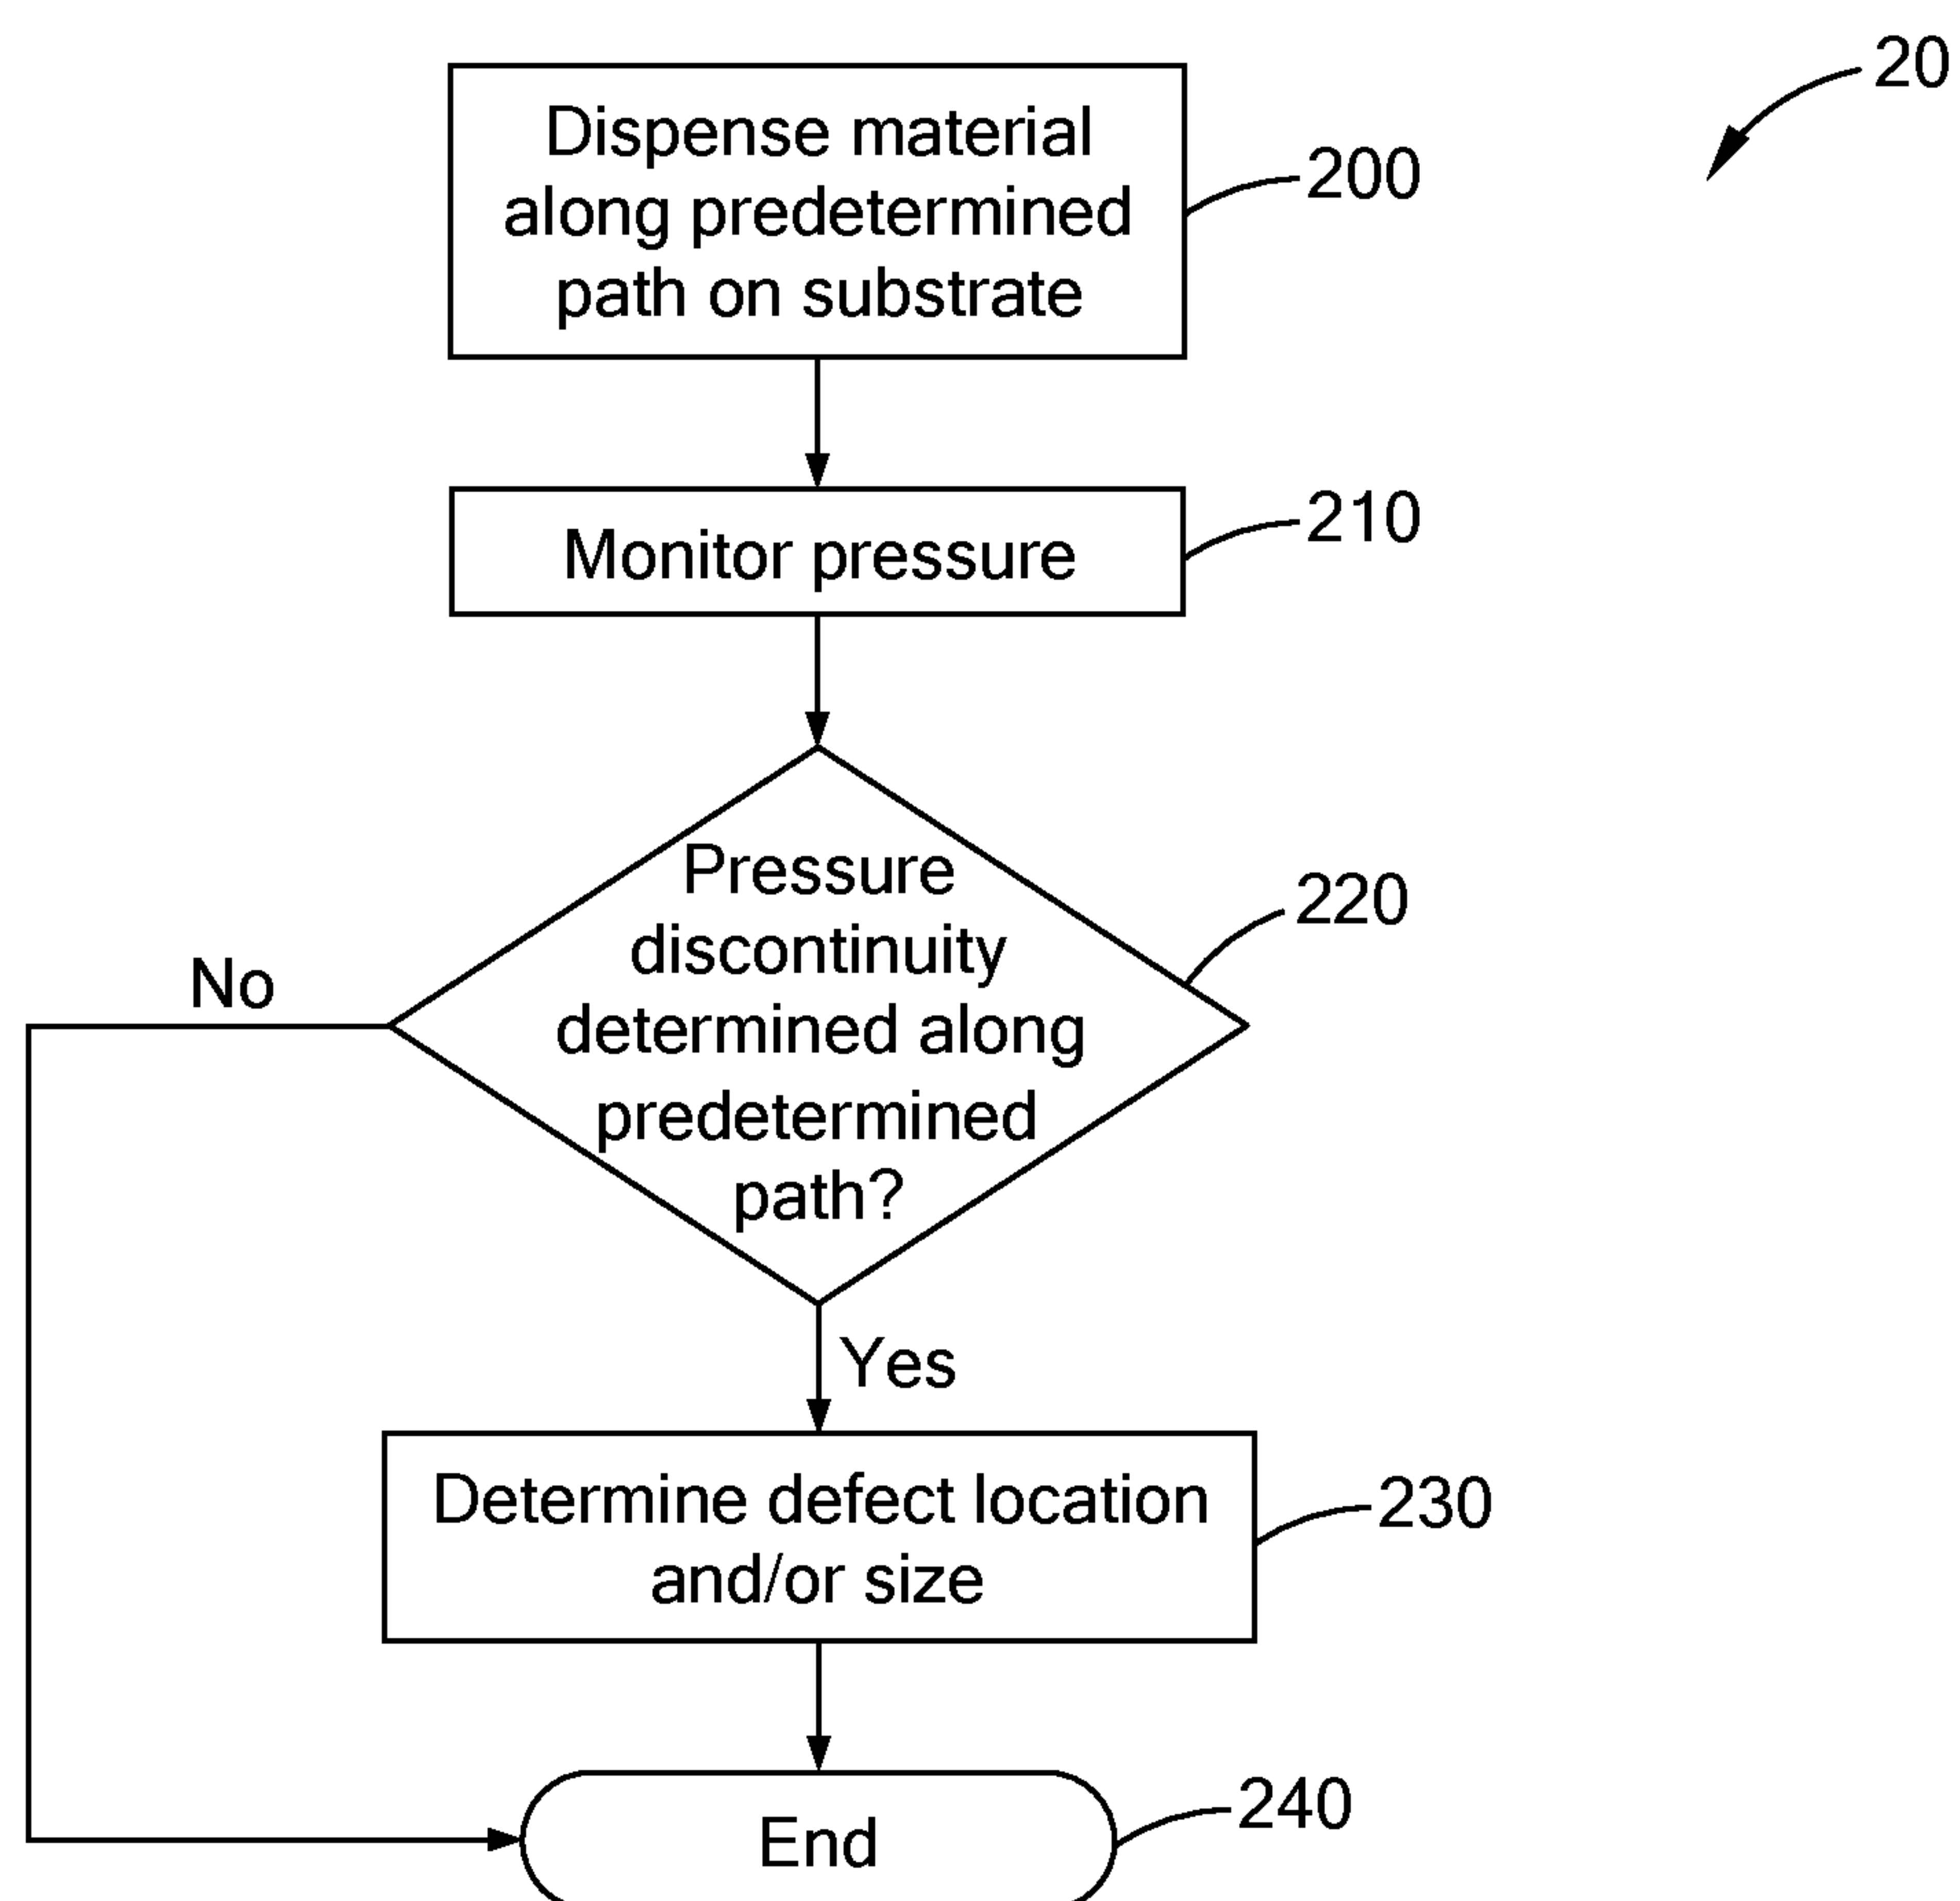 20
Dispense material
along predetermined
path on substrate
200
Monitor pressure
210
Pressure
discontinuity
determined along
predetermined
path?
220
No
Yes
Determine defect location
and/or size
230
End
240